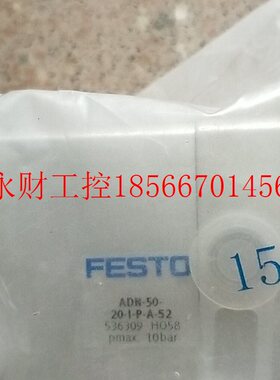 永财工控18566701456
FESTO
15
ADN-50-
20-I-P-A-S2
536309 H058
pmax. 10bar